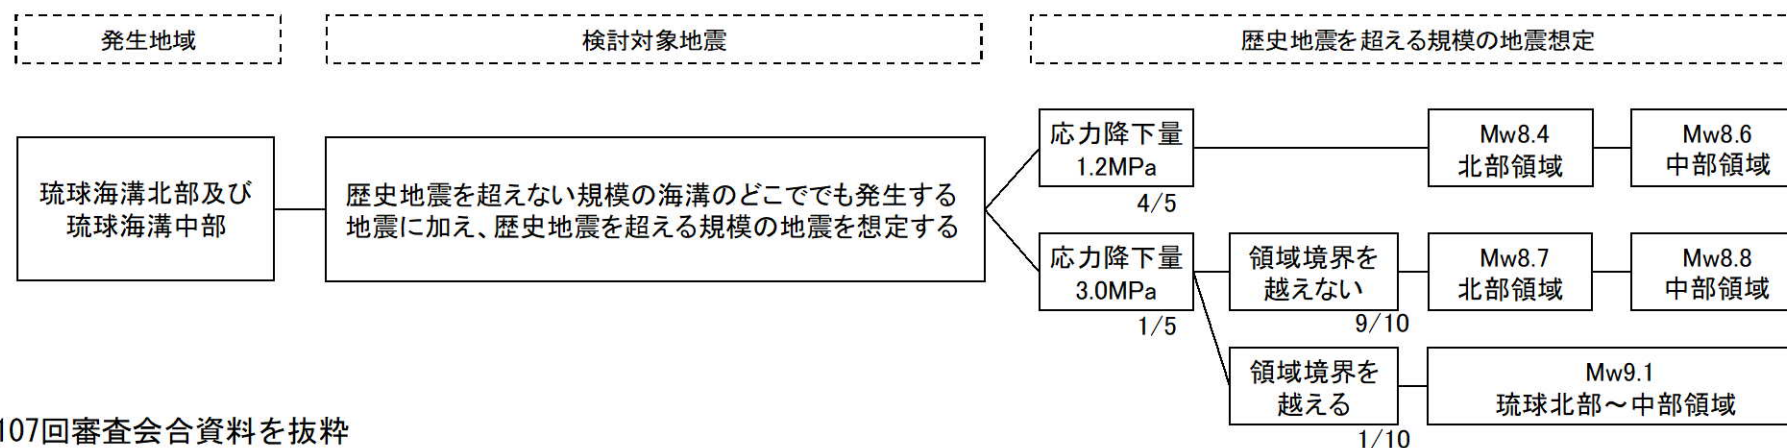 発生地域
検討対象地震
歴史地震を超える規模の地震想定
琉球海溝北部及び
琉球海溝中部
歴史地震を超えない規模の海溝のどこででも発生する
地震に加え、歴史地震を超える規模の地震を想定する
応力降下量
1.2MPa
4/5
Mw8.4
北部領域
Mw8.6
中部領域
応力降下量
3.0MPa
1/5
領域境界を
越えない
9/10
Mw8.7
北部領域
Mw8.8
中部領域
領域境界を
越える
1/10
Mw9.1
琉球北部～中部領域
107回審査会合資料を抜粋